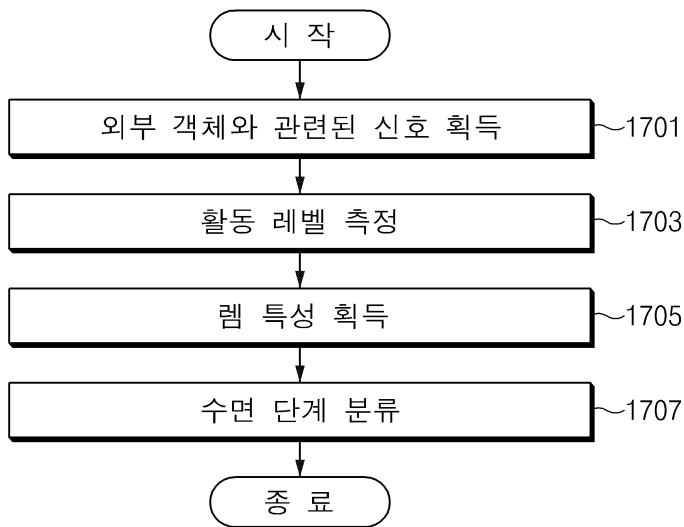 시 작
외부 객체와 관련된 신호 획득 1701
활동 레벨 측정 1703
렘 특성 획득 1705
수면 단계 분류 1707
종 료